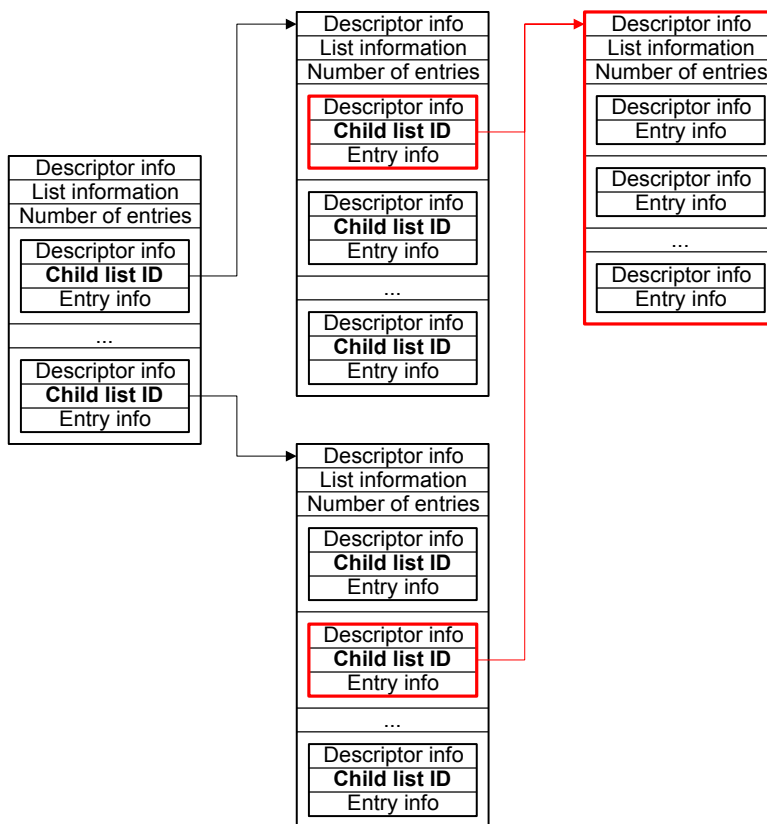 Descriptor info
List information
Number of entries
Descriptor info
Child list ID
Entry info
...
Descriptor info
Child list ID
Entry info
Descriptor info
List information
Number of entries
Descriptor info
Child list ID
Entry info
Descriptor info
Child list ID
Entry info
...
Descriptor info
Child list ID
Entry info
Descriptor info
List information
Number of entries
Descriptor info
Child list ID
Entry info
Descriptor info
Child list ID
Entry info
...
Descriptor info
Child list ID
Entry info
Descriptor info
List information
Number of entries
Descriptor info
Entry info
Descriptor info
Entry info
...
Descriptor info
Entry info